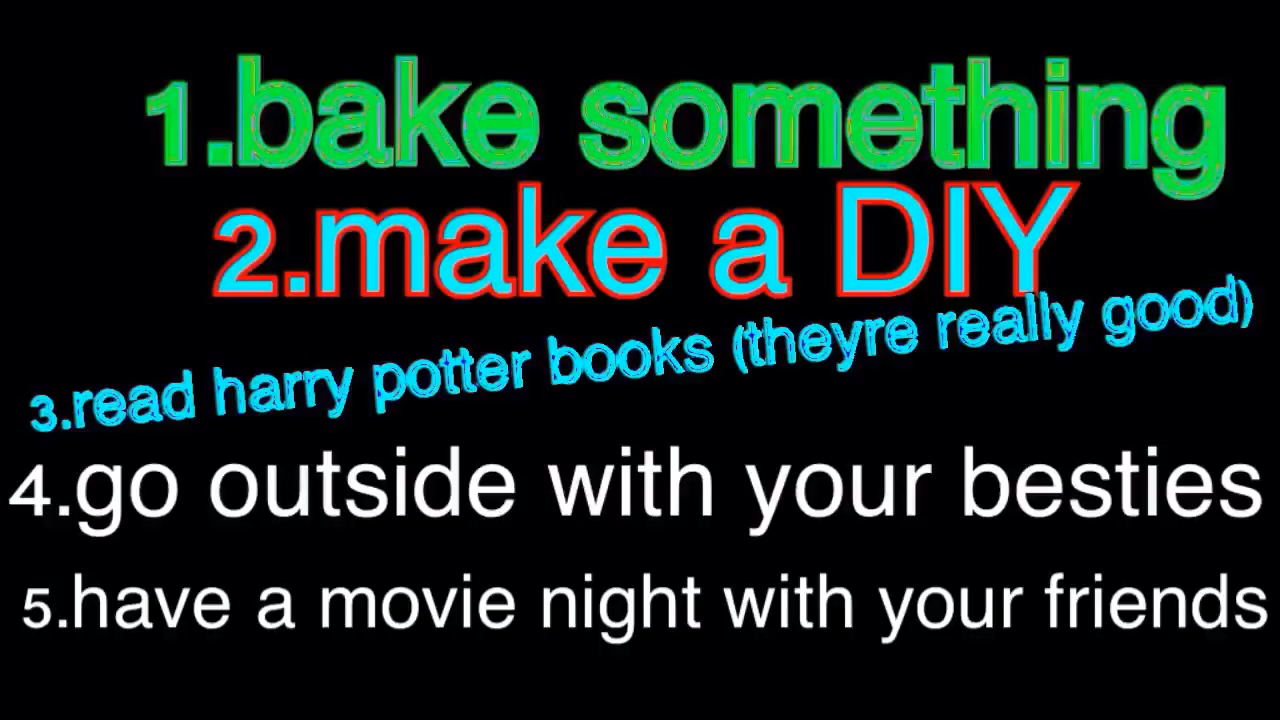 1.bake something
2.make a DIY
3.read harry potter books (theyre really good)
4.go outside with your besties
5.have a movie night with your friends